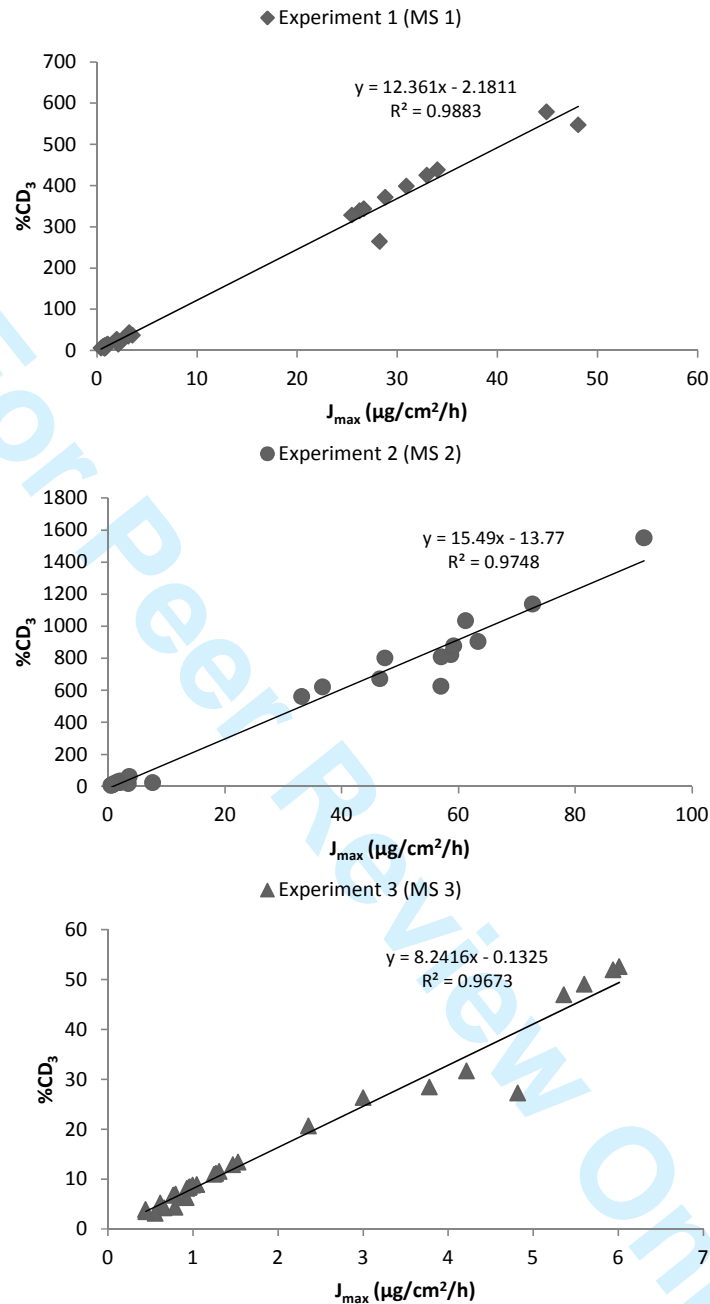 Experiment 1 (MS 1)
700
y = 12.361x - 2.1811
R² = 0.9883
600
500
400
%CD₃
300
200
100
0
0 10 20 30 40 50 60
Jmax (µg/cm²/h)
Experiment 2 (MS 2)
1800
1600
y = 15.49x - 13.77
R² = 0.9748
1400
1200
1000
%CD₃
800
600
400
200
0
0 20 40 60 80 100
Jmax (µg/cm²/h)
Experiment 3 (MS 3)
60
y = 8.2416x - 0.1325
R² = 0.9673
50
40
%CD₃
30
20
10
0
0 1 2 3 4 5 6 7
Jmax (µg/cm²/h)
For Peer Review On